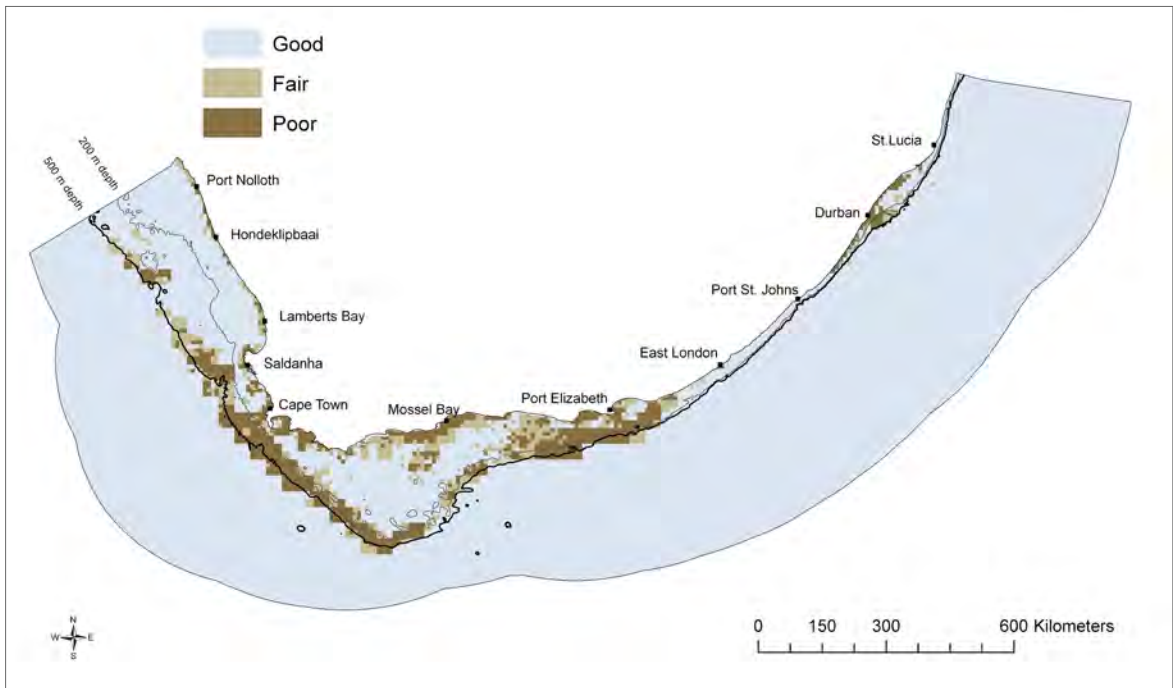 Good
Fair
Poor
200 m depth
500 m depth
Port Nolloth
Hondeklipbaai
Lamberts Bay
Saldanha
Cape Town
Mossel Bay
Port Elizabeth
East London
Port St. Johns
Durban
St.Lucia
N
W E
S
0 150 300 600 Kilometers